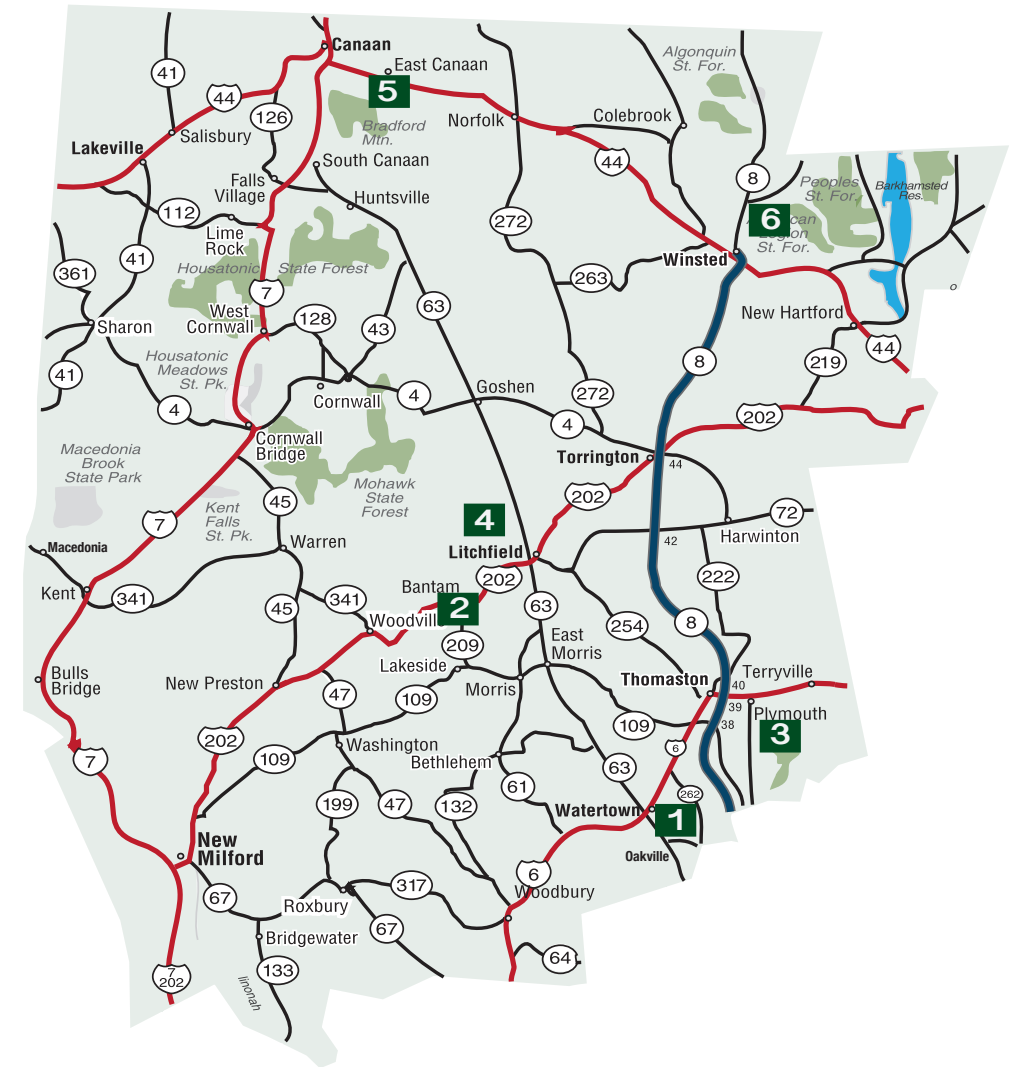 Canaan
East Canaan
41
44
5
126
Salisbury
Lakeville
Bradford
Mtn.
Norfolk
Colebrook
Algonquin
St. For.
44
8
South Canaan
Falls
Village
Huntsville
112
Lime
Rock
272
6
Peoples
St. For.
Barkhamsted
Res.
St. For.
Winsted
361
41
Housatonic
State Forest
7
263
63
West
Cornwall
128
43
Sharon
New Hartford
Housatonic
Meadows
St. Pk.
8
219
44
41
4
Cornwall
4
Goshen
272
4
202
Cornwall
Bridge
Torrington
44
Macedonia
Brook
State Park
Mohawk
State
Forest
Kent
Falls
St. Pk.
45
202
7
4
72
Harwinton
42
Macedonia
Warren
Litchfield
Kent
341
45
341
Bantam
202
2
222
63
254
8
Woodvill
209
East
Morris
Lakeside
Morris
Bulls
Bridge
New Preston
47
109
Thomaston
Terryville
40
39
38
Plymouth
109
3
202
7
109
Washington
Bethlehem
6
63
61
262
199
47
132
Watertown
1
Oakville
New
Milford
6
Woodbury
67
317
Roxbury
67
Bridgewater
133
64
7
202
linonah